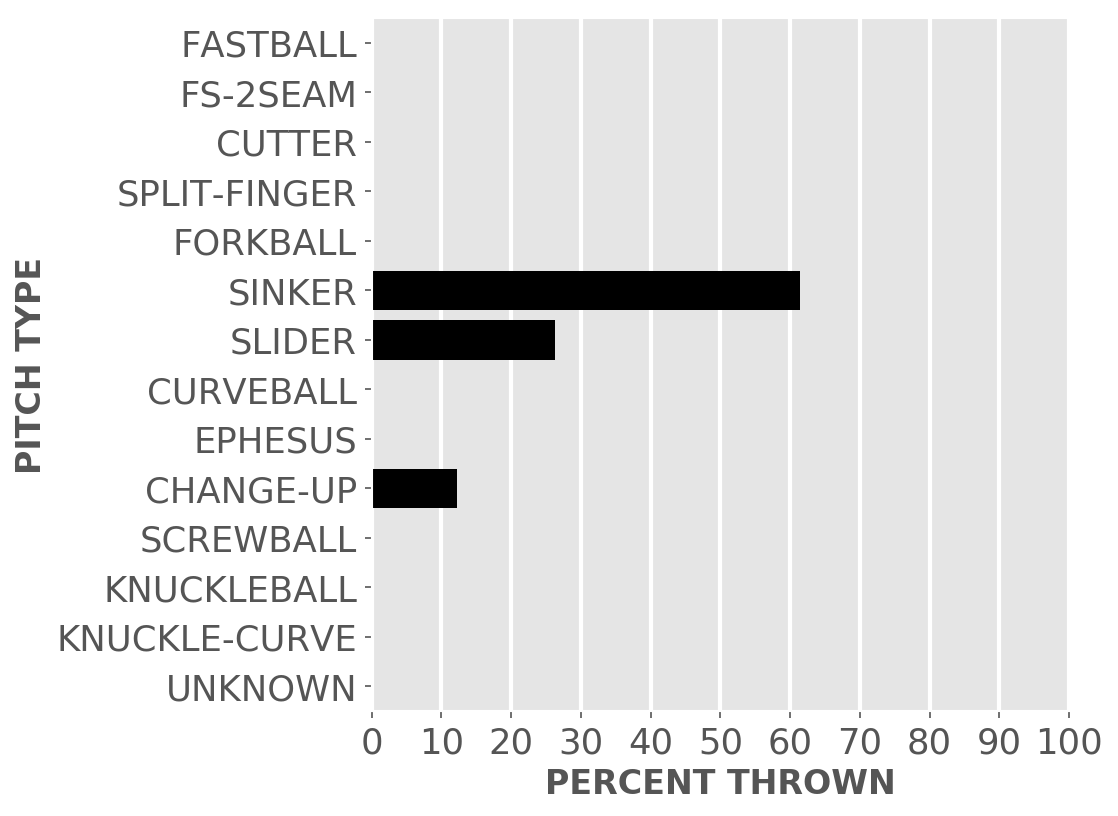 FASTBALL
FS-2SEAM
CUTTER
SPLIT-FINGER
FORKBALL
SINKER
SLIDER
CURVEBALL
EPHESUS
CHANGE-UP
SCREWBALL
KNUCKLEBALL
KNUCKLE-CURVE
UNKNOWN
PITCH TYPE
0 10 20 30 40 50 60 70 80 90 100
PERCENT THROWN